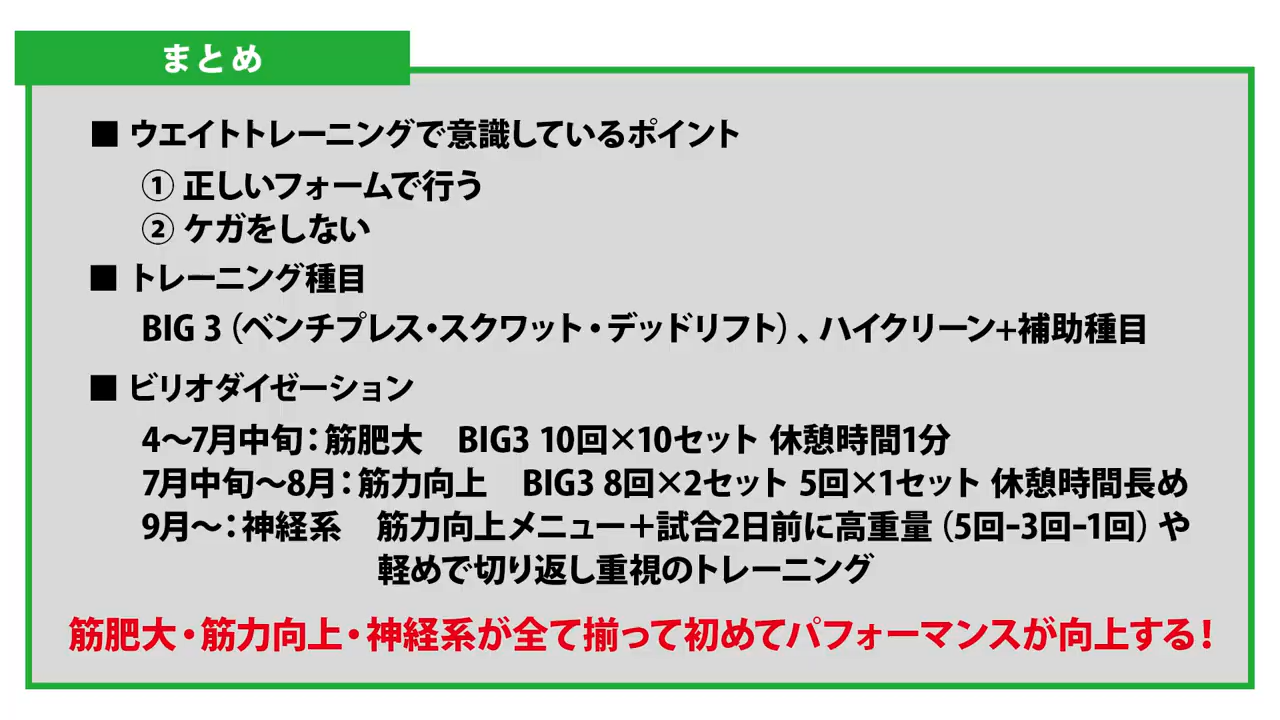 まとめ
■ ウエイトトレーニングで意識しているポイント
① 正しいフォームで行う
② ケガをしない
■ トレーニング種目
BIG 3（ベンチプレス・スクワット・デッドリフト）、ハイクリーン+補助種目
■ ビリオダイゼーション
4〜7月中旬：筋肥大　BIG3 10回×10セット 休憩時間1分
7月中旬〜8月：筋力向上　BIG3 8回×2セット 5回×1セット 休憩時間長め
9月〜：神経系　筋力向上メニュー＋試合2日前に高重量（5回-3回-1回）や
軽めで切り返し重視のトレーニング
筋肥大・筋力向上・神経系が全て揃って初めてパフォーマンスが向上する！